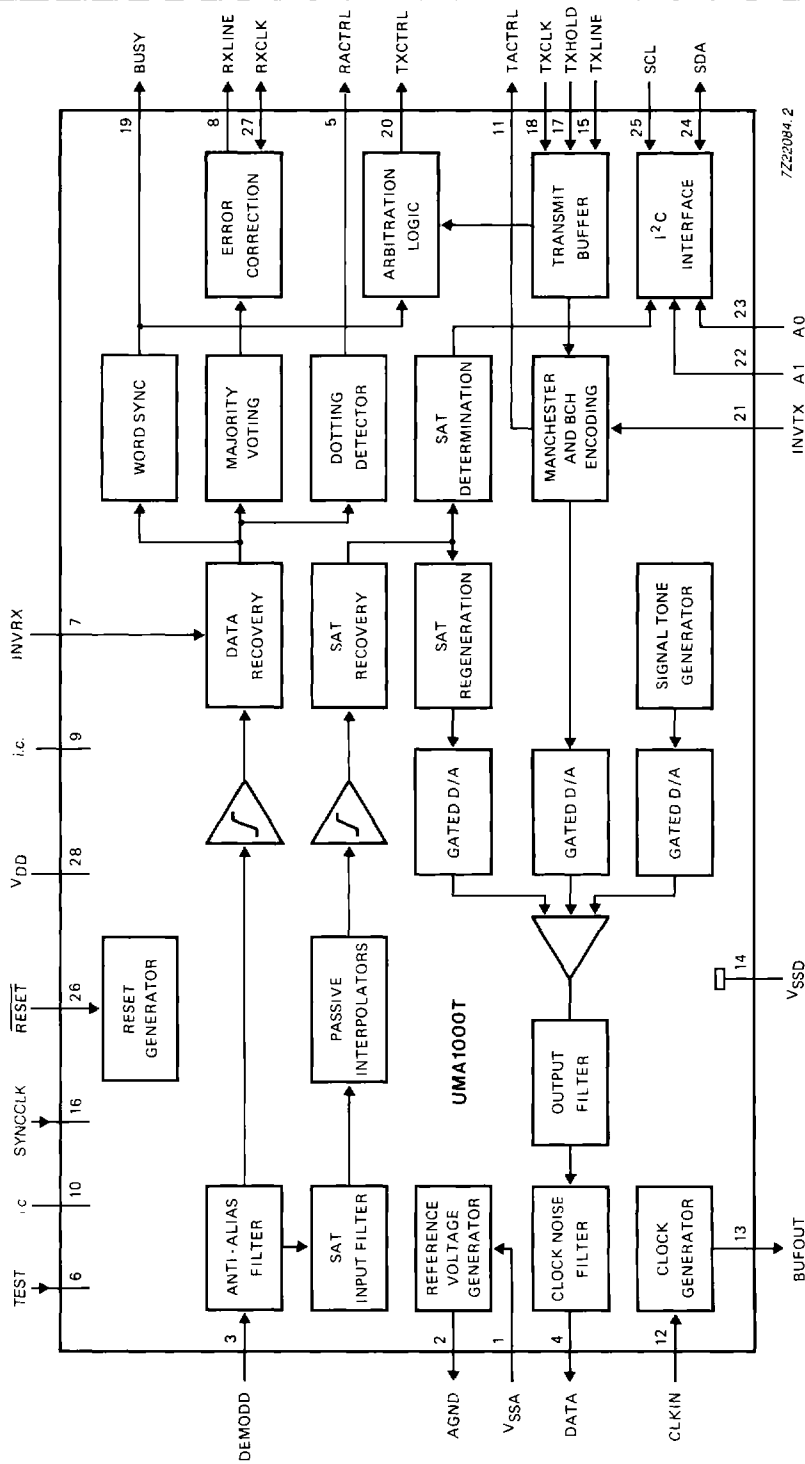 TEST
6
10
SYNCCLK
16
RESET
26
VDD
28
i.c.
9
INVRX
7
BUSY
19
RXLINE
8
RXCLK
27
RACTRL
5
TXCTRL
20
TACTRL
11
TXCLK
18
TXHOLD
17
TXLINE
15
SCL
25
SDA
24
RESET
GENERATOR
WORD SYNC
ERROR
CORRECTION
DEMODD
3
ANTI-ALIAS
FILTER
DATA
RECOVERY
MAJORITY
VOTING
SAT
INPUT FILTER
PASSIVE
INTERPOLATORS
SAT
RECOVERY
DOTTING
DETECTOR
ARBITRATION
LOGIC
AGND
2
VSSA
1
REFERENCE
VOLTAGE
GENERATOR
UMA1000T
GATED D/A
SAT
REGENERATION
SAT
DETERMINATION
DATA
4
CLOCK NOISE
FILTER
OUTPUT
FILTER
GATED D/A
MANCHESTER
AND BCH
ENCODING
TRANSMIT
BUFFER
CLKIN
12
CLOCK
GENERATOR
GATED D/A
SIGNAL TONE
GENERATOR
I²C
INTERFACE
13
BUFOUT
14
VSSD
21
INVTX
22
A1
23
A0
7Z22084.2